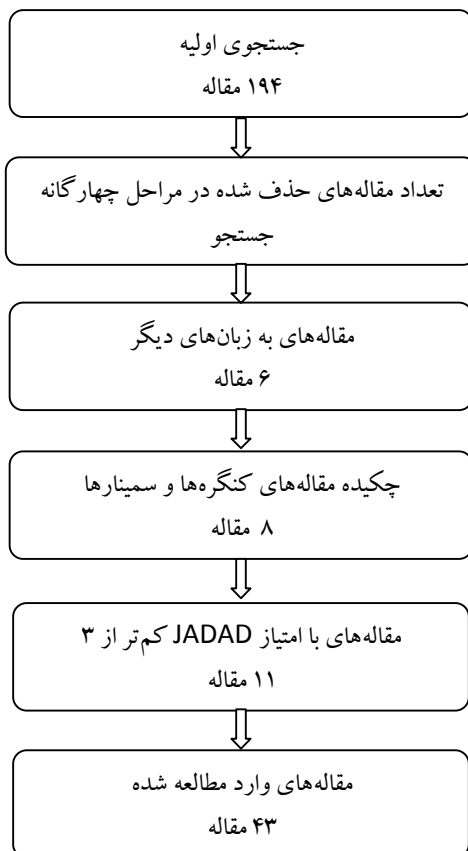 جستجوی اولیه
۱۹۴ مقاله
تعداد مقاله‌های حذف شده در مراحل چهارگانه
جستجو
مقاله‌های به زبان‌های دیگر
۶ مقاله
چکیده مقاله‌های کنگره‌ها و سمینارها
۸ مقاله
مقاله‌های با امتیاز JADAD کم‌تر از ۳
۱۱ مقاله
مقاله‌های وارد مطالعه شده
۴۳ مقاله